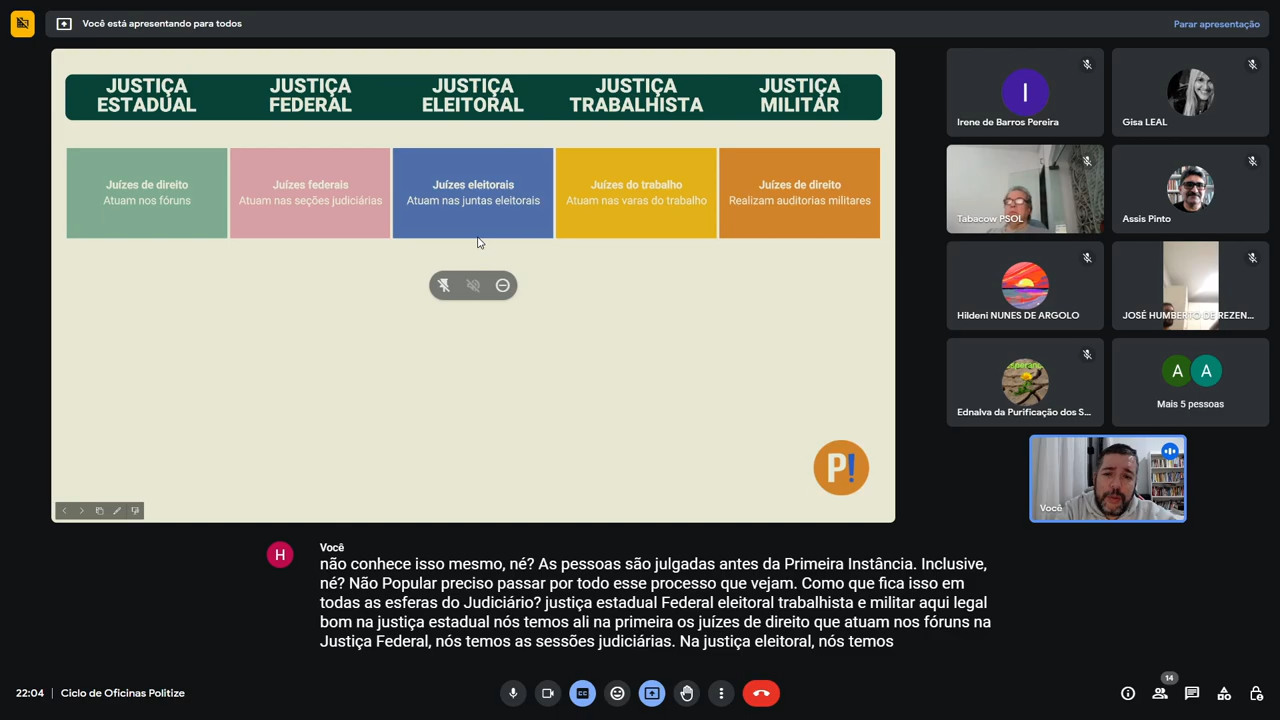 Você está apresentando para todos
Parar apresentação
JUSTIÇA ESTADUAL
JUSTIÇA FEDERAL
JUSTIÇA ELEITORAL
JUSTIÇA TRABALHISTA
JUSTIÇA MILITAR
Juízes de direito
Atuam nos fóruns
Juízes federais
Atuam nas seções judiciárias
Juízes eleitorais
Atuam nas juntas eleitorais
Juízes do trabalho
Atuam nas varas do trabalho
Juízes de direito
Realizam auditorias militares
P!
I
Irene de Barros Pereira
Gisa LEAL
Tabacow PSOL
Assis Pinto
Hildeni NUNES DE ARGOLO
JOSÉ HUMBERTO DE REZEN...
Ednalva da Purificação dos S...
A A
Mais 5 pessoas
Você
H
Você
não conhece isso mesmo, né? As pessoas são julgadas antes da Primeira Instância. Inclusive,
né? Não Popular preciso passar por todo esse processo que vejam. Como que fica isso em
todas as esferas do Judiciário? justiça estadual Federal eleitoral trabalhista e militar aqui legal
bom na justiça estadual nós temos ali na primeira os juízes de direito que atuam nos fóruns na
Justiça Federal, nós temos as sessões judiciárias. Na justiça eleitoral, nós temos
22:04 | Ciclo de Oficinas Politize
CC
14